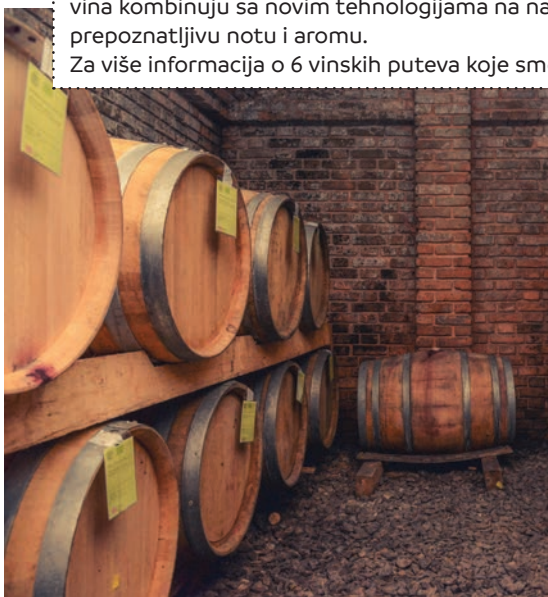 vina kombinuju sa novim tehnologijama na na
prepoznatljivu notu i aromu.
Za više informacija o 6 vinskih puteva koje sm